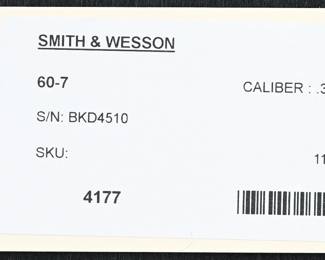 SMITH & WESSON
60-7
CALIBER : .3
S/N: BKD4510
SKU:
11
4177